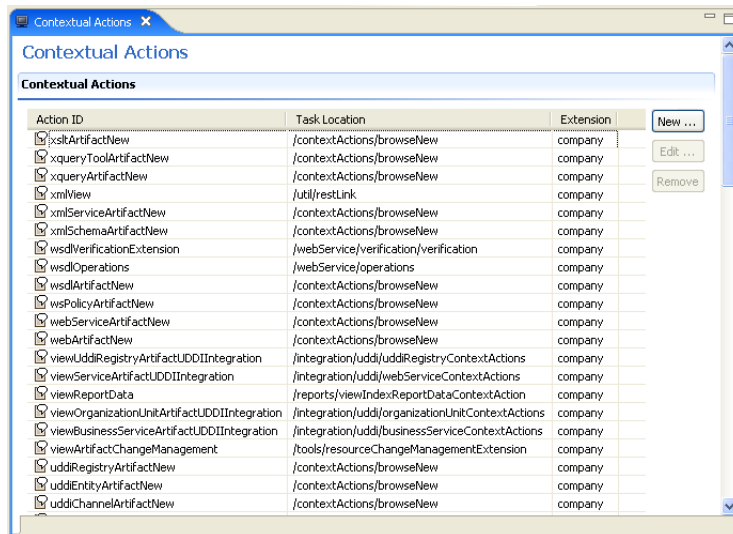 Contextual Actions
Contextual Actions
Contextual Actions
Action ID Task Location Extension New ...
xsltArtifactNew /contextActions/browseNew company
xqueryToolArtifactNew /contextActions/browseNew company Edit ...
xqueryArtifactNew /contextActions/browseNew company Remove
xmlView /util/restLink company
xmlServiceArtifactNew /contextActions/browseNew company
xmlSchemaArtifactNew /contextActions/browseNew company
wsdlVerificationExtension /webService/verification/verification company
wsdlOperations /webService/operations company
wsdlArtifactNew /contextActions/browseNew company
wsPolicyArtifactNew /contextActions/browseNew company
webServiceArtifactNew /contextActions/browseNew company
webArtifactNew /contextActions/browseNew company
viewUddiRegistryArtifactUDDIIntegration /integration/uddi/uddiRegistryContextActions company
viewServiceArtifactUDDIIntegration /integration/uddi/webServiceContextActions company
viewReportData /reports/viewIndexReportDataContextAction company
viewOrganizationUnitArtifactUDDIIntegration /integration/uddi/organizationUnitContextActions company
viewBusinessServiceArtifactUDDIIntegration /integration/uddi/businessServiceContextActions company
viewArtifactChangeManagement /tools/resourceChangeManagementExtension company
uddiRegistryArtifactNew /contextActions/browseNew company
uddiEntityArtifactNew /contextActions/browseNew company
uddiChannelArtifactNew /contextActions/browseNew company